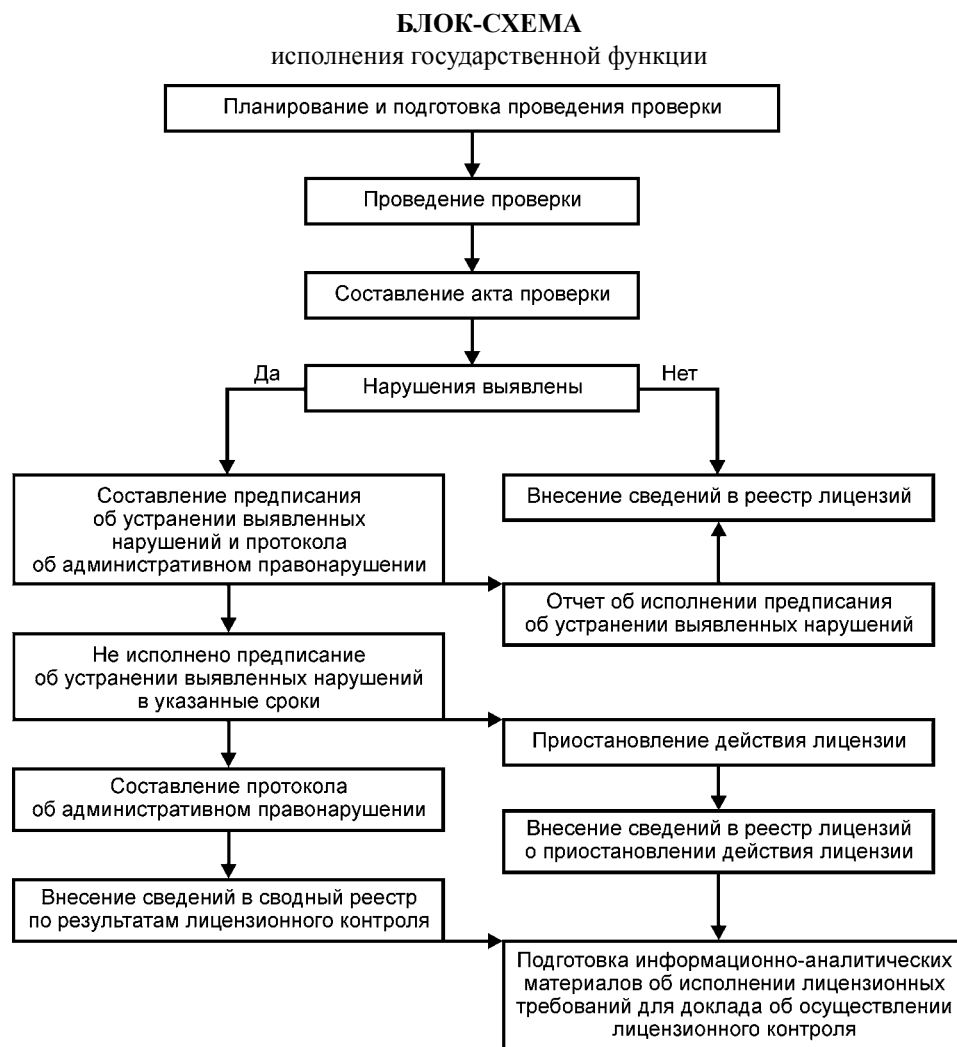 БЛОК-СХЕМА
исполнения государственной функции
Планирование и подготовка проведения проверки
Проведение проверки
Составление акта проверки
Да
Нарушения выявлены
Нет
Составление предписания
об устранении выявленных
нарушений и протокола
об административном правонарушении
Внесение сведений в реестр лицензий
Отчет об исполнении предписания
об устранении выявленных нарушений
Не исполнено предписание
об устранении выявленных нарушений
в указанные сроки
Приостановление действия лицензии
Составление протокола
об административном правонарушении
Внесение сведений в реестр лицензий
о приостановлении действия лицензии
Внесение сведений в сводный реестр
по результатам лицензионного контроля
Подготовка информационно-аналитических
материалов об исполнении лицензионных
требований для доклада об осуществлении
лицензионного контроля